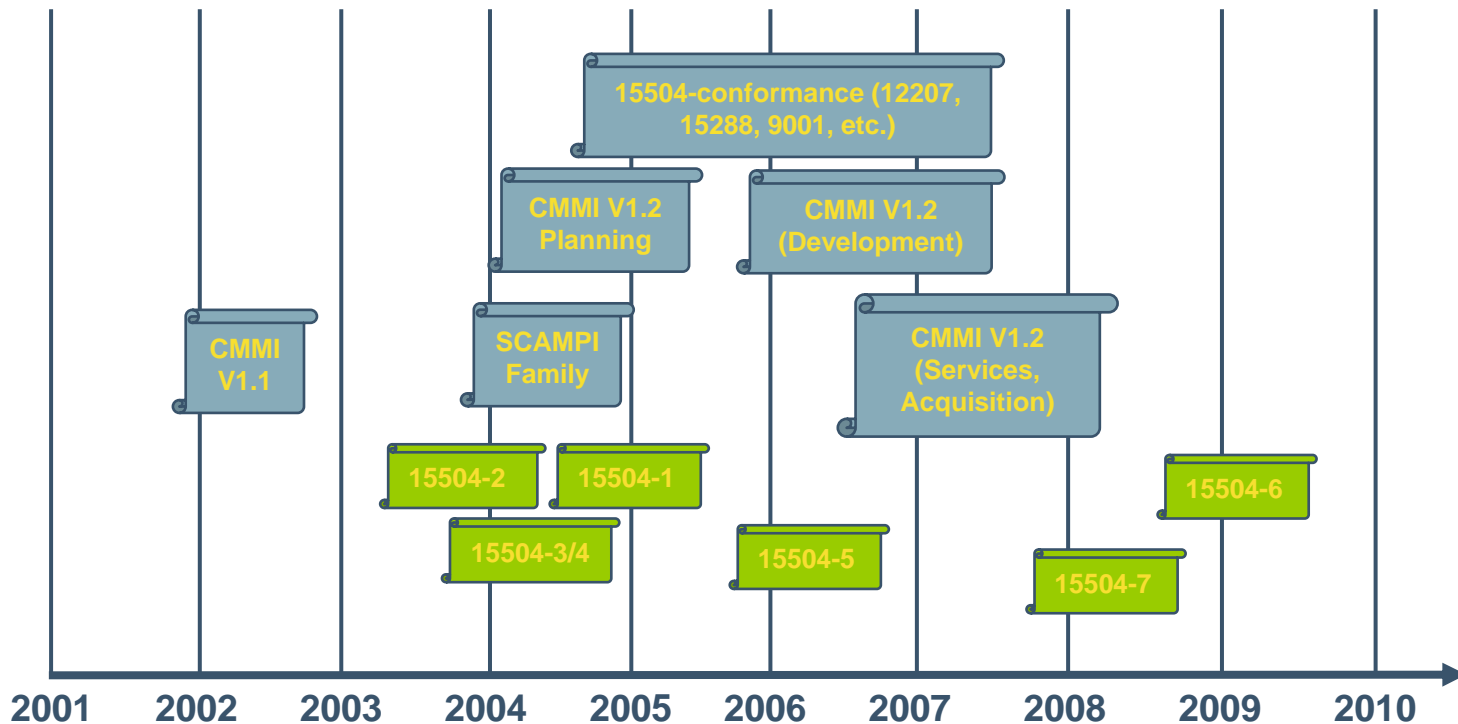 15504-conformance (12207,
15288, 9001, etc.)
CMMI V1.2
Planning
CMMI V1.2
(Development)
CMMI
V1.1
SCAMPI
Family
CMMI V1.2
(Services,
Acquisition)
15504-2
15504-1
15504-6
15504-3/4
15504-5
15504-7
2001 2002 2003 2004 2005 2006 2007 2008 2009 2010